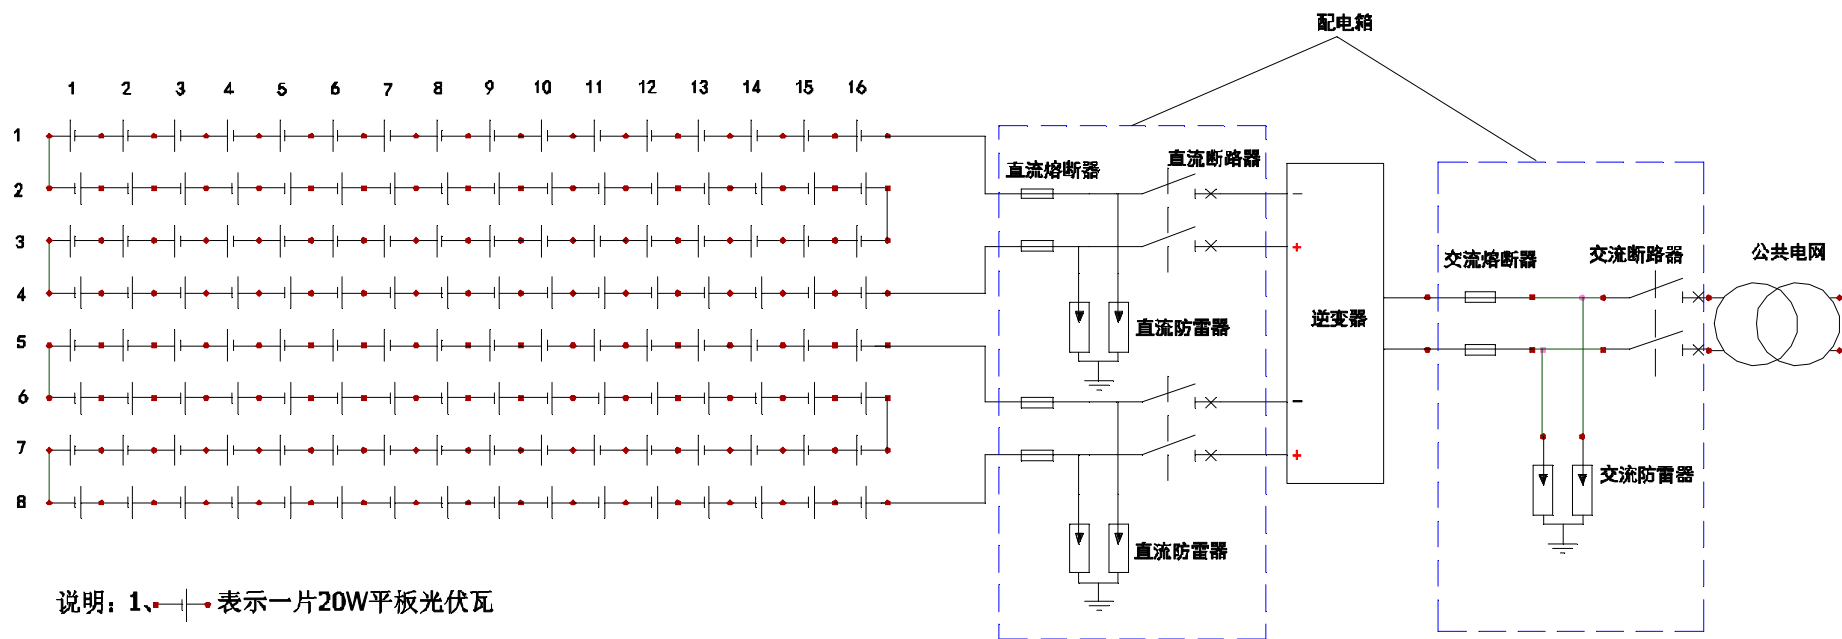 配电箱
1 2 3 4 5 6 7 8 9 10 11 12 13 14 15 16
1
直流熔断器
直流断路器
2
−
3
+
交流熔断器
交流断路器
公共电网
4
直流防雷器
逆变器
5
6
−
7
+
交流防雷器
8
直流防雷器
说明：1、表示一片20W平板光伏瓦